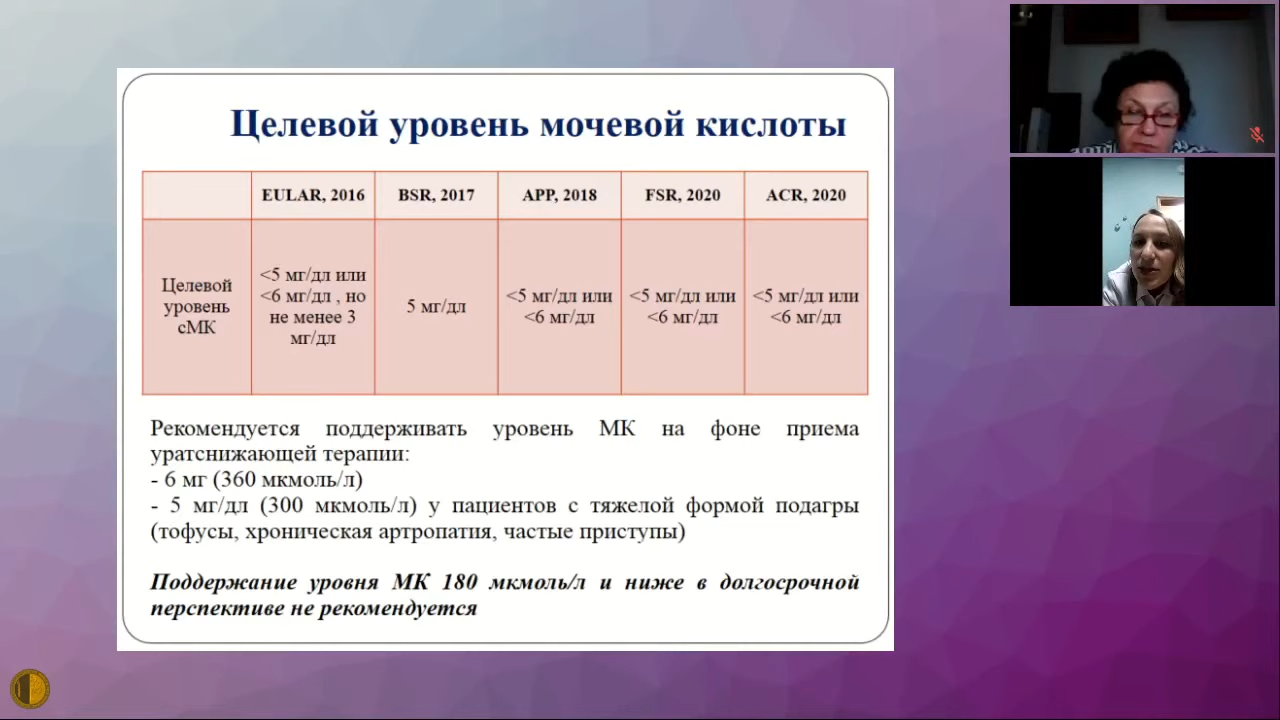 Целевой уровень мочевой кислоты
EULAR, 2016
BSR, 2017
APP, 2018
FSR, 2020
ACR, 2020
Целевой
уровень
сМК
<5 мг/дл или
<6 мг/дл , но
не менее 3
мг/дл
5 мг/дл
<5 мг/дл или
<6 мг/дл
<5 мг/дл или
<6 мг/дл
<5 мг/дл или
<6 мг/дл
Рекомендуется поддерживать уровень МК на фоне приема
уратснижающей терапии:
- 6 мг (360 мкмоль/л)
- 5 мг/дл (300 мкмоль/л) у пациентов с тяжелой формой подагры
(тофусы, хроническая артропатия, частые приступы)
Поддержание уровня МК 180 мкмоль/л и ниже в долгосрочной
перспективе не рекомендуется